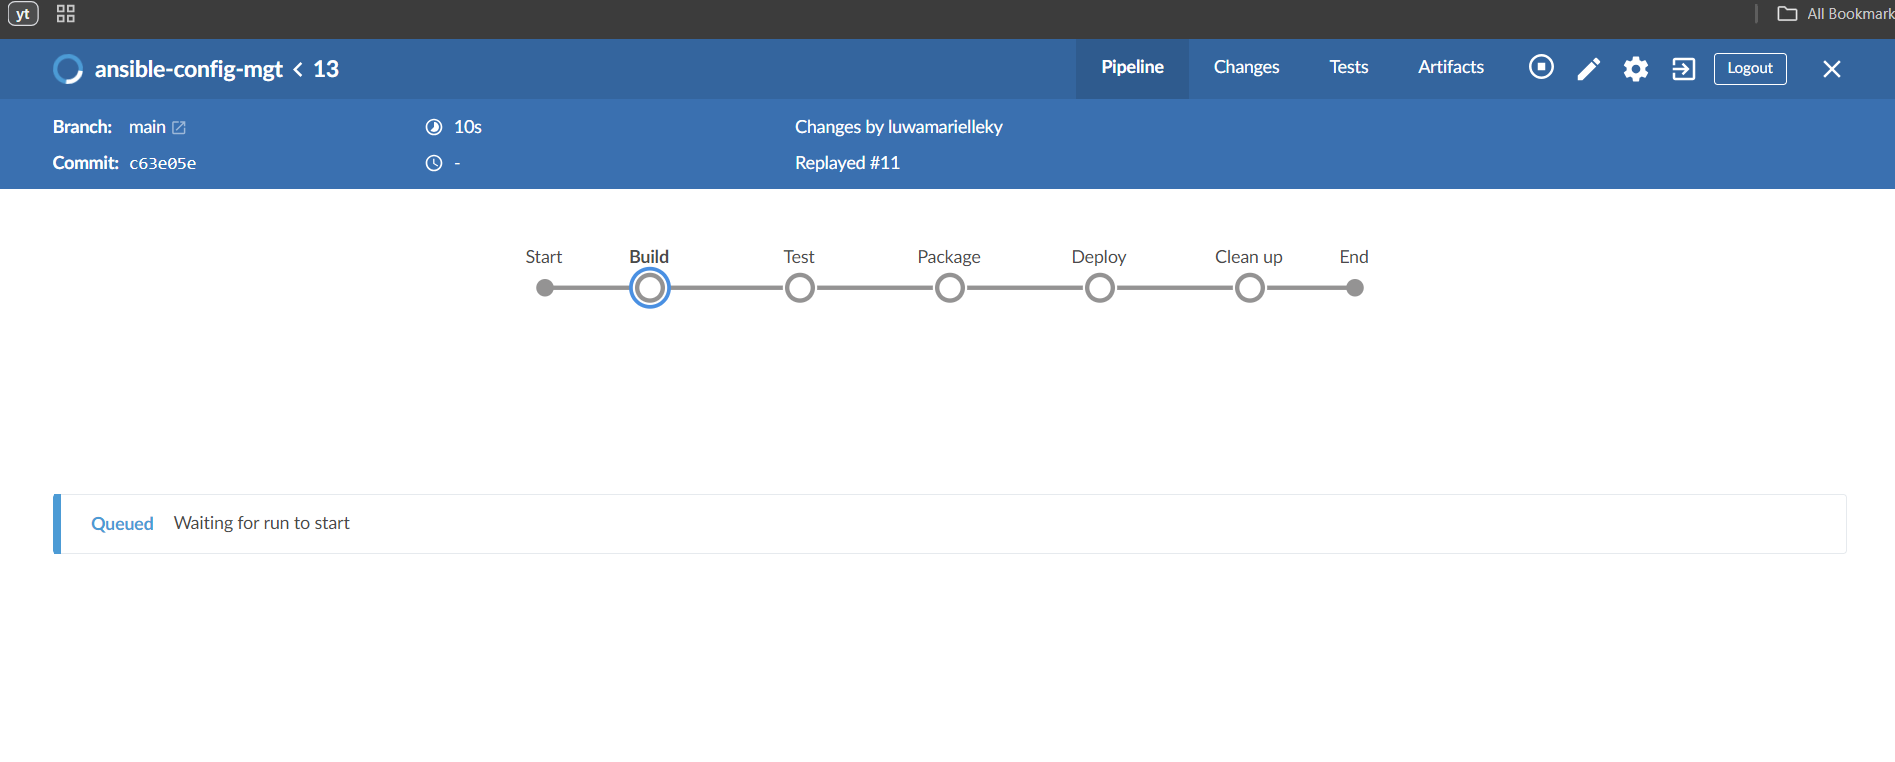 yt All Bookmark
ansible-config-mgt < 13 Pipeline Changes Tests Artifacts Logout
Branch: main 10s Changes by luwamarielleky
Commit: c63e05e - Replayed #11
Start Build Test Package Deploy Clean up End
Queued Waiting for run to start